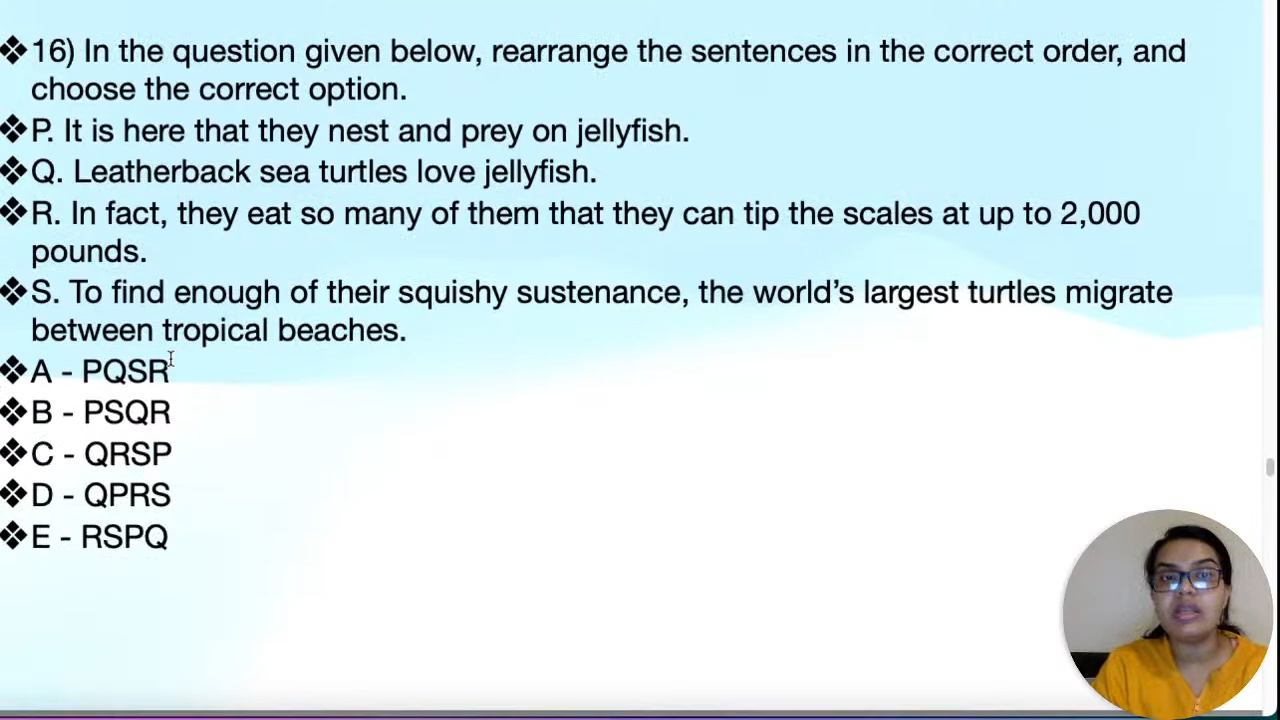 ❖16) In the question given below, rearrange the sentences in the correct order, and
choose the correct option.
❖P. It is here that they nest and prey on jellyfish.
❖Q. Leatherback sea turtles love jellyfish.
❖R. In fact, they eat so many of them that they can tip the scales at up to 2,000
pounds.
❖S. To find enough of their squishy sustenance, the world’s largest turtles migrate
between tropical beaches.
❖A - PQSR
❖B - PSQR
❖C - QRSP
❖D - QPRS
❖E - RSPQ